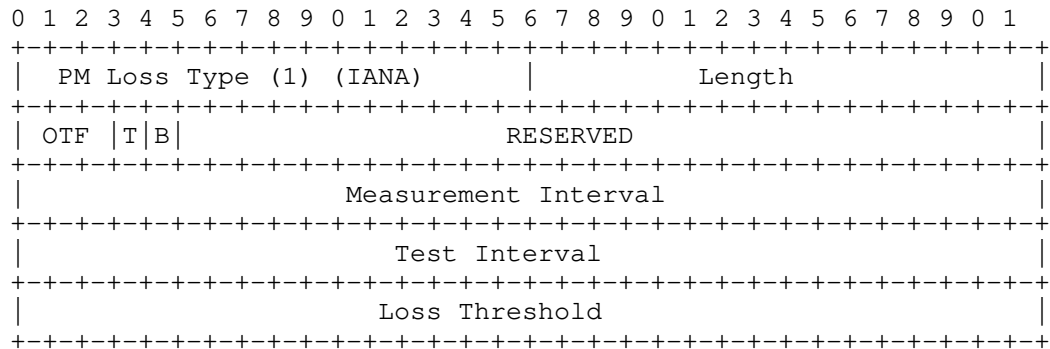 0 1 2 3 4 5 6 7 8 9 0 1 2 3 4 5 6 7 8 9 0 1 2 3 4 5 6 7 8 9 0 1
+-+-+-+-+-+-+-+-+-+-+-+-+-+-+-+-+-+-+-+-+-+-+-+-+-+-+-+-+-+-+-+-+
|  PM Loss Type (1) (IANA)      |          Length               |
+-+-+-+-+-+-+-+-+-+-+-+-+-+-+-+-+-+-+-+-+-+-+-+-+-+-+-+-+-+-+-+-+
| OTF |T|B|                    RESERVED                         |
+-+-+-+-+-+-+-+-+-+-+-+-+-+-+-+-+-+-+-+-+-+-+-+-+-+-+-+-+-+-+-+-+
|                    Measurement Interval                       |
+-+-+-+-+-+-+-+-+-+-+-+-+-+-+-+-+-+-+-+-+-+-+-+-+-+-+-+-+-+-+-+-+
|                       Test Interval                           |
+-+-+-+-+-+-+-+-+-+-+-+-+-+-+-+-+-+-+-+-+-+-+-+-+-+-+-+-+-+-+-+-+
|                      Loss Threshold                           |
+-+-+-+-+-+-+-+-+-+-+-+-+-+-+-+-+-+-+-+-+-+-+-+-+-+-+-+-+-+-+-+-+